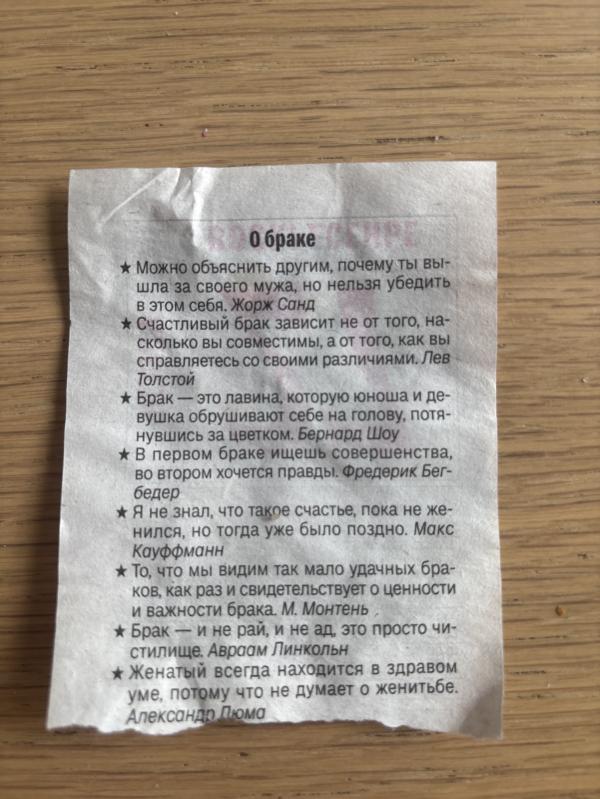 О браке
★ Можно объяснить другим, почему ты вы-
шла за своего мужа, но нельзя убедить
в этом себя. Жорж Санд
★ Счастливый брак зависит не от того, на-
сколько вы совместимы, а от того, как вы
справляетесь со своими различиями. Лев
Толстой
★ Брак — это лавина, которую юноша и де-
вушка обрушивают себе на голову, потя-
нувшись за цветком. Бернард Шоу
★ В первом браке ищешь совершенства,
во втором хочется правды. Фредерик Бег-
бедер
★ Я не знал, что такое счастье, пока не же-
нился, но тогда уже было поздно. Макс
Кауффманн
★ То, что мы видим так мало удачных бра-
ков, как раз и свидетельствует о ценности
и важности брака. М. Монтень
★ Брак — и не рай, и не ад, это просто чи-
стилище. Авраам Линкольн
★ Женатый всегда находится в здравом
уме, потому что не думает о женитьбе.
Александр Дюма